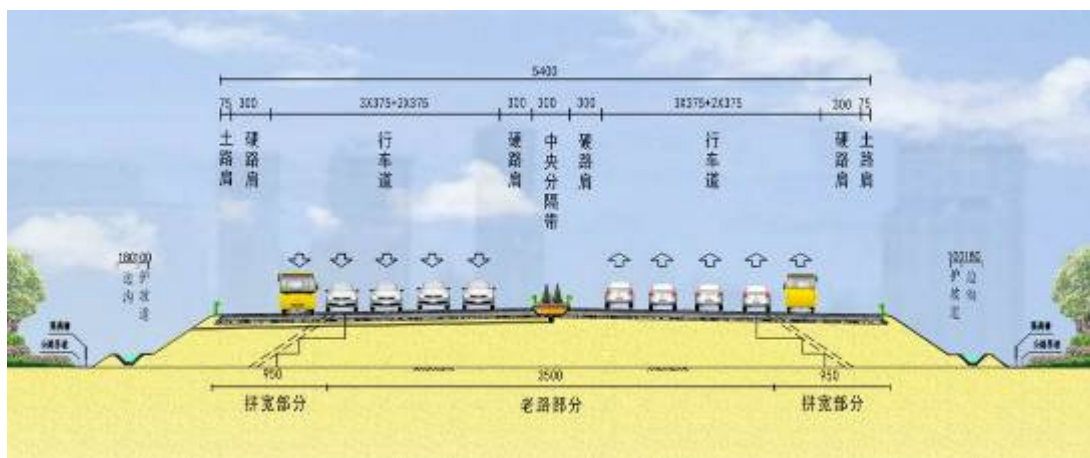 5400
75 300 3X375+2X375 300 300 300 3X375+2X375 300 75
土路肩 硬路肩 行车道 硬路肩 中央分隔带 硬路肩 行车道 硬路肩 土路肩
180100
边沟 护坡道
100180
护坡道 边沟
950 3500 950
拼宽部分 老路部分 拼宽部分